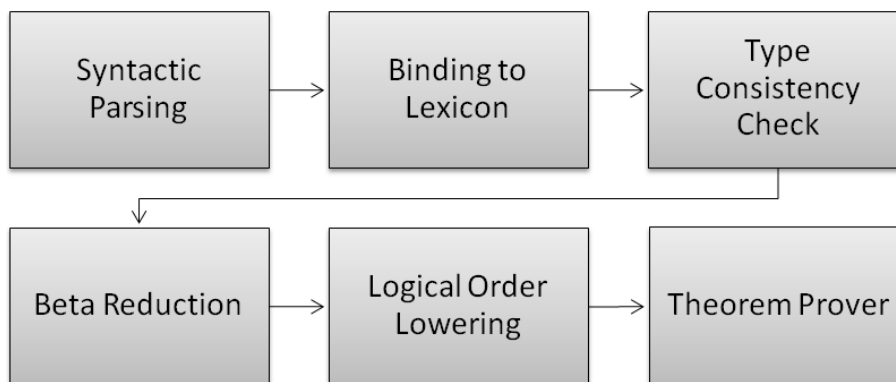 Syntactic
Parsing
Binding to
Lexicon
Type
Consistency
Check
Beta Reduction
Logical Order
Lowering
Theorem Prover